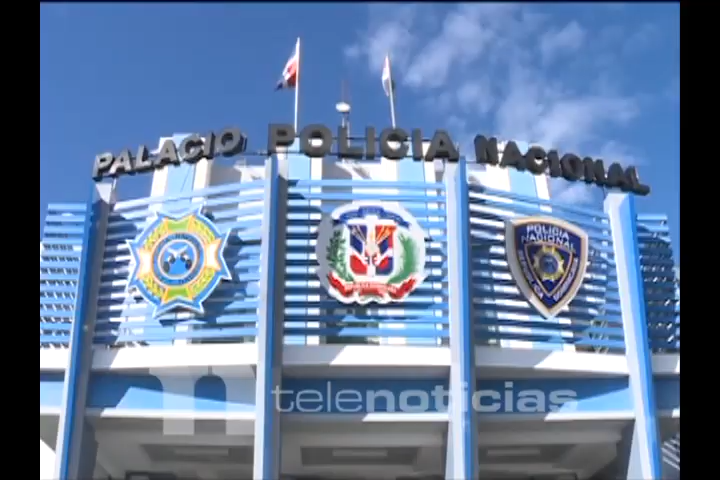 PALACIO POLICIA NACIONAL
POLICIA
NACIONAL
n telenoticias